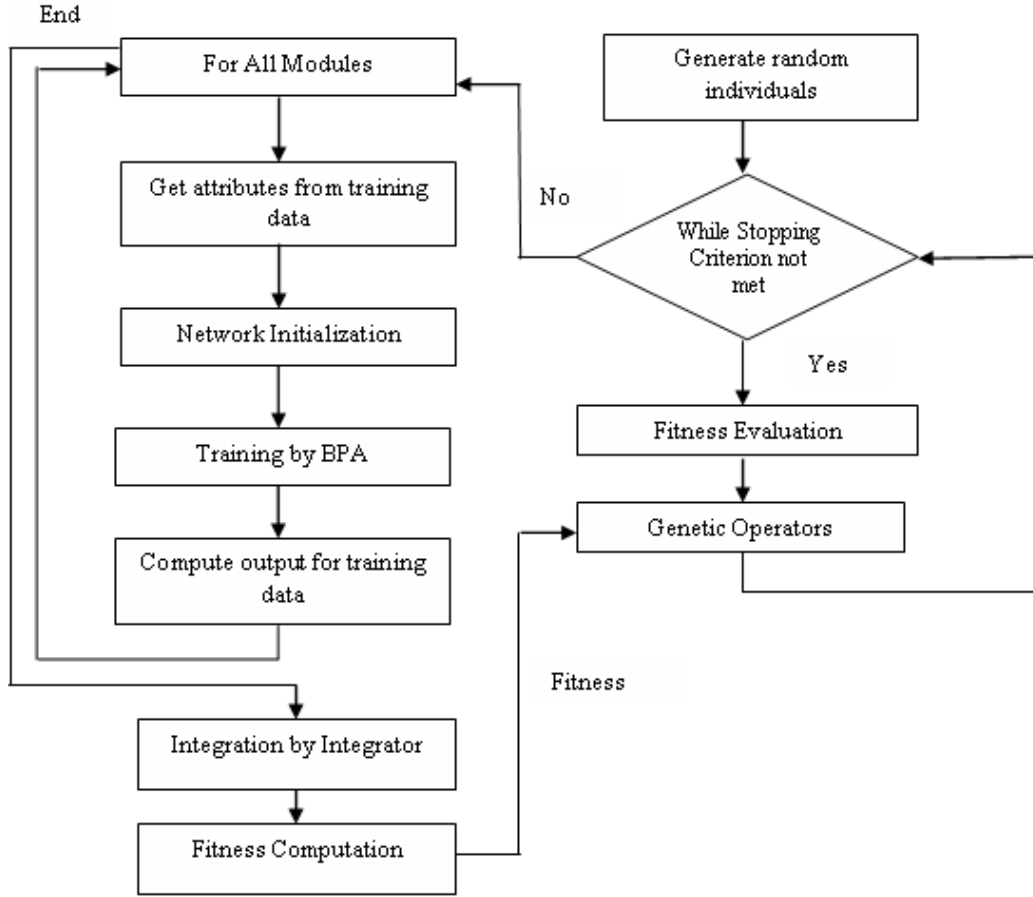 End
For All Modules
Get attributes from training
data
Network Initialization
Training by BPA
Compute output for training
data
Integration by Integrator
Fitness Computation
Generate random
individuals
No
While Stopping
Criterion not
met
Yes
Fitness Evaluation
Genetic Operators
Fitness